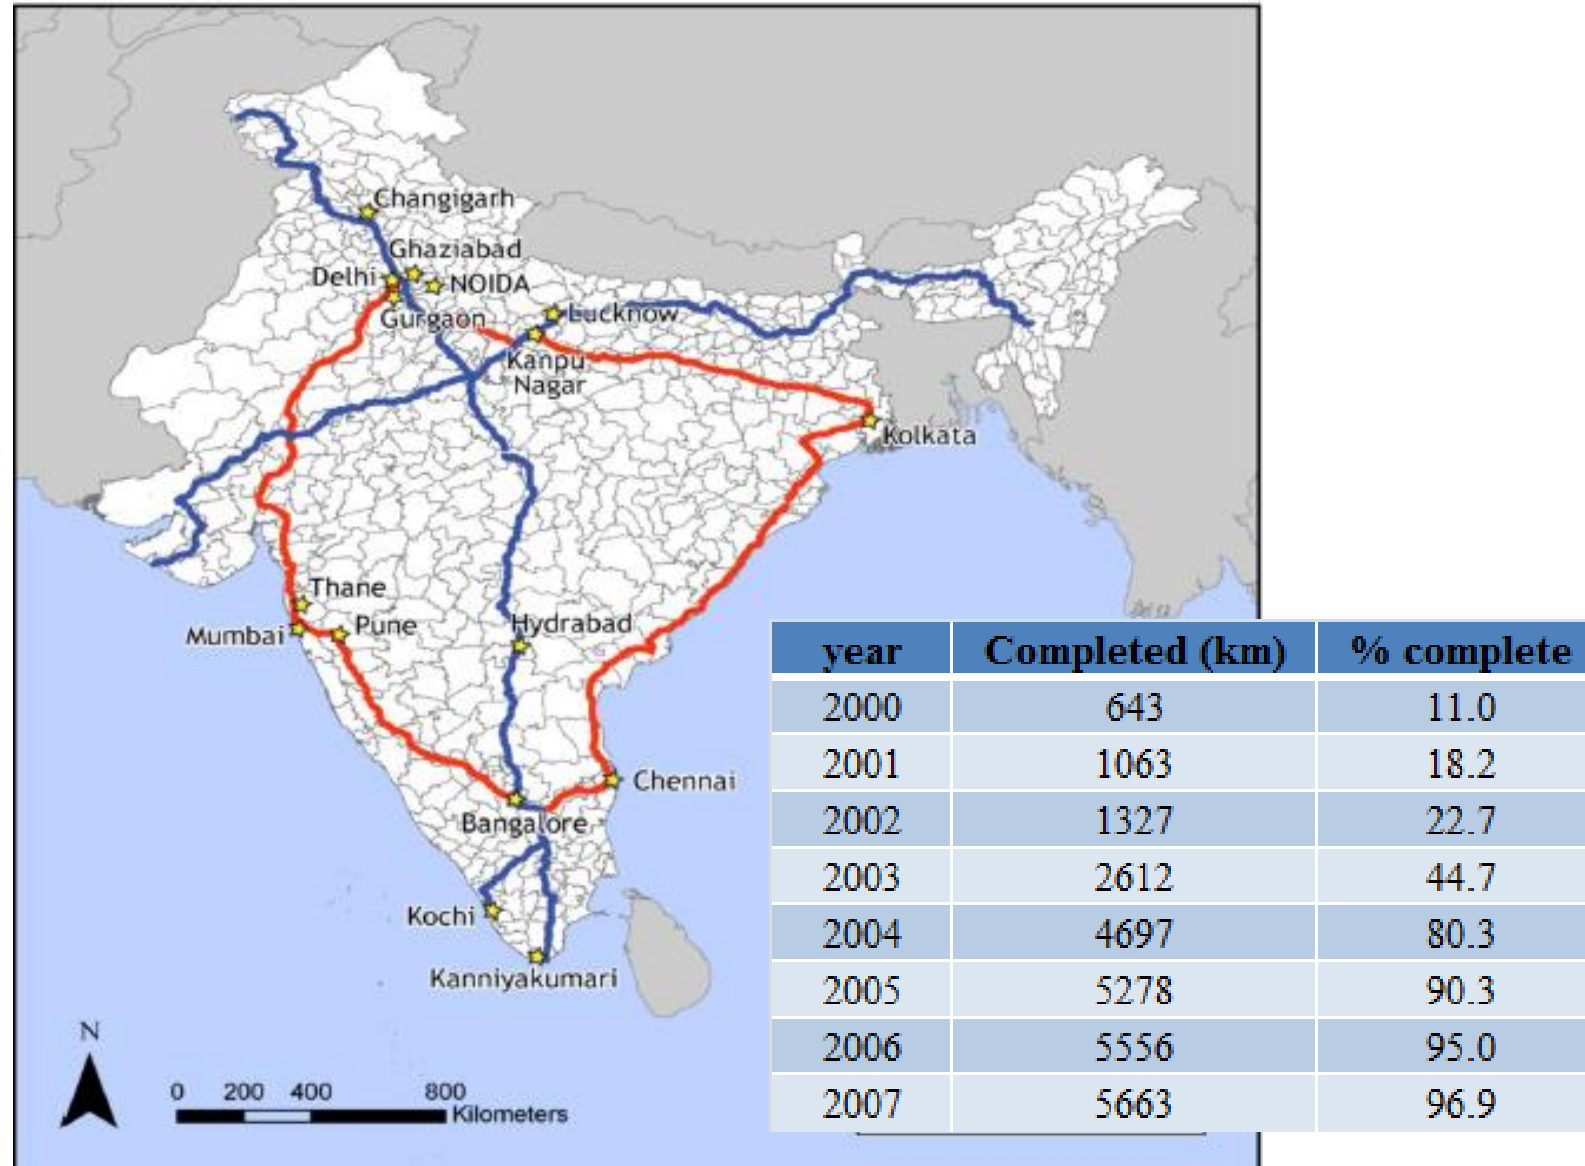 Changigarh
Ghaziabad
Delhi
NOIDA
Gurgaon
Lucknow
Kanpu
Nagar
Kolkata
Thane
Mumbai
Pune
Hydrabad
Chennai
Bangalore
Kochi
Kanniyakumari
N
0 200 400 800
Kilometers
year Completed (km) % complete
2000 643 11.0
2001 1063 18.2
2002 1327 22.7
2003 2612 44.7
2004 4697 80.3
2005 5278 90.3
2006 5556 95.0
2007 5663 96.9